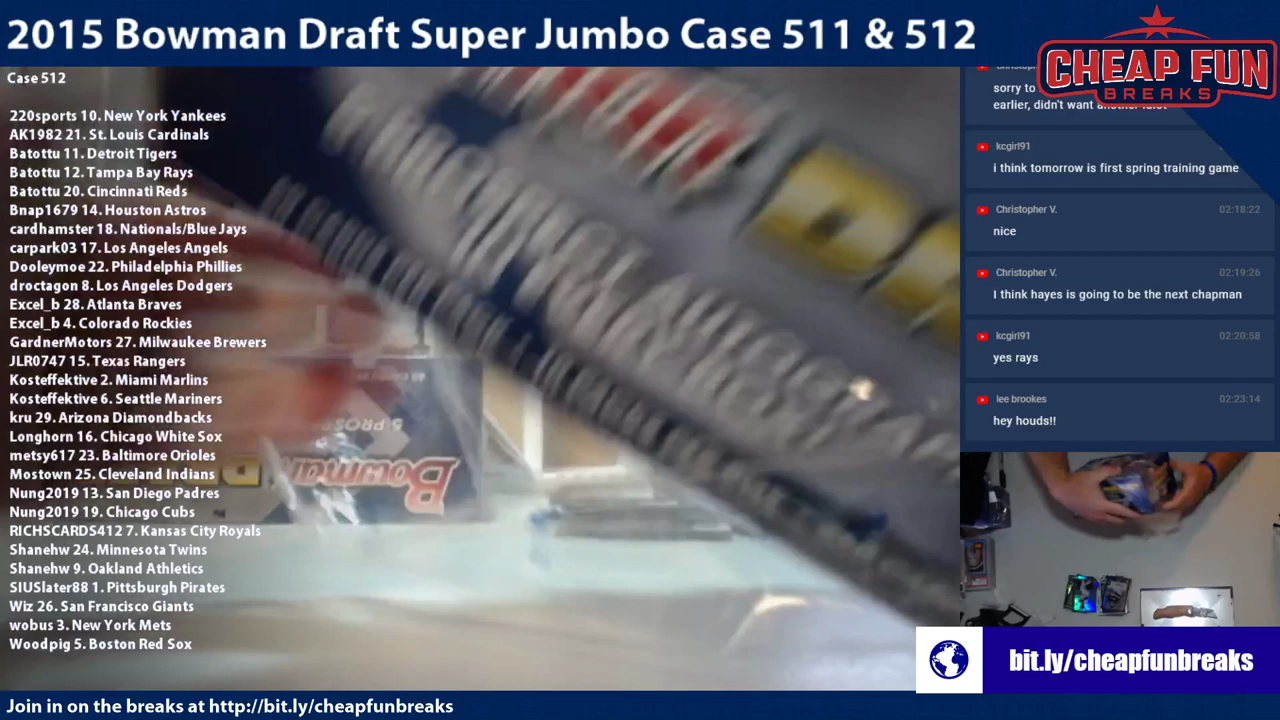 2015 Bowman Draft Super Jumbo Case 511 & 512
CHEAP FUN
BREAKS
Case 512
220sports 10. New York Yankees
AK1982 21. St. Louis Cardinals
Batottu 11. Detroit Tigers
Batottu 12. Tampa Bay Rays
Batottu 20. Cincinnati Reds
Bnap1679 14. Houston Astros
cardhamster 18. Nationals/Blue Jays
carpark03 17. Los Angeles Angels
Dooleymoe 22. Philadelphia Phillies
droctagon 8. Los Angeles Dodgers
Excel_b 28. Atlanta Braves
Excel_b 4. Colorado Rockies
GardnerMotors 27. Milwaukee Brewers
JLR0747 15. Texas Rangers
Kosteffektive 2. Miami Marlins
Kosteffektive 6. Seattle Mariners
kru 29. Arizona Diamondbacks
Longhorn 16. Chicago White Sox
metsy617 23. Baltimore Orioles
Mostown 25. Cleveland Indians
Nung2019 13. San Diego Padres
Nung2019 19. Chicago Cubs
RICHSCARDS412 7. Kansas City Royals
Shanehw 24. Minnesota Twins
Shanehw 9. Oakland Athletics
SIUSlater88 1. Pittsburgh Pirates
Wiz 26. San Francisco Giants
wobus 3. New York Mets
Woodpig 5. Boston Red Sox
Bowman
sorry to
earlier, didn't want
kcgirl91
i think tomorrow is first spring training game
Christopher V. 02:18:22
nice
Christopher V. 02:19:26
I think hayes is going to be the next chapman
kcgirl91 02:20:58
yes rays
lee brookes 02:23:14
hey houds!!
bit.ly/cheapfunbreaks
Join in on the breaks at http://bit.ly/cheapfunbreaks